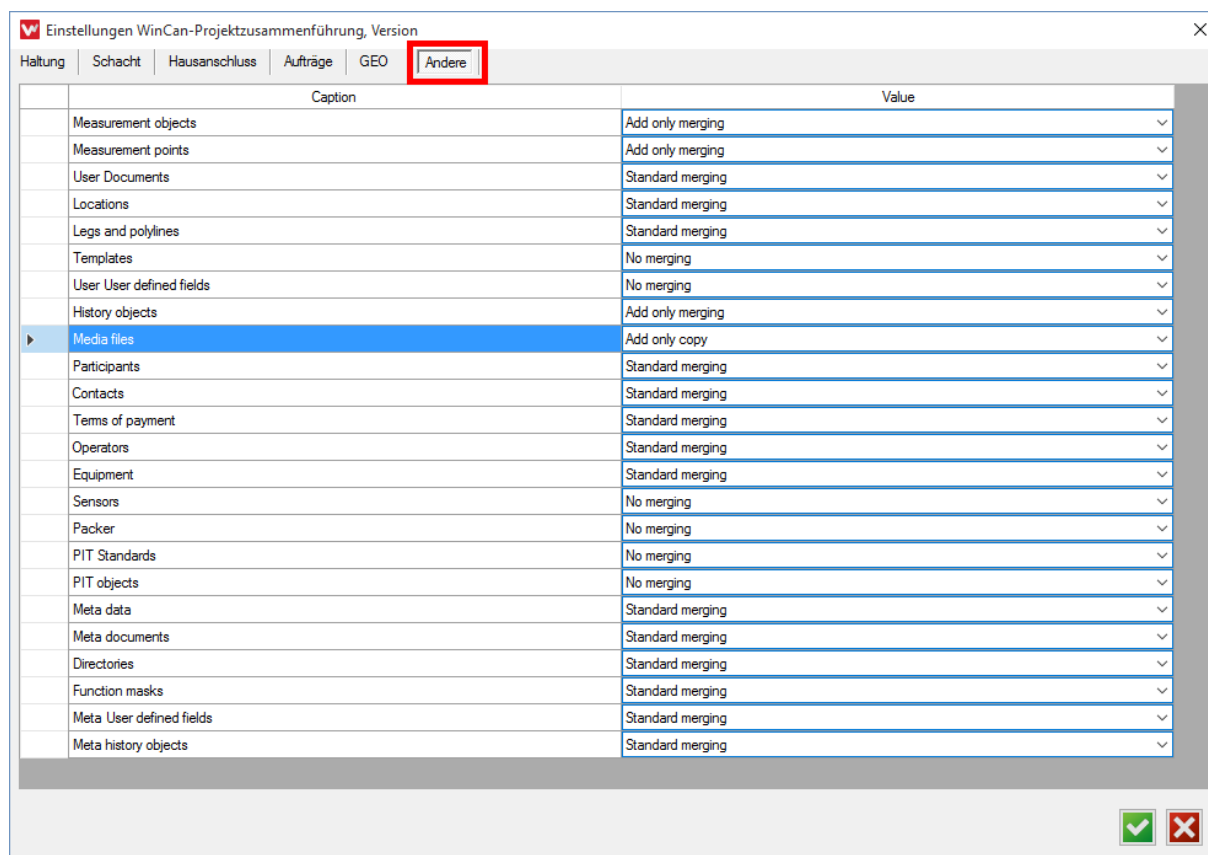 Einstellungen WinCan-Projektzusammenführung, Version
Haltung Schacht Hausanschluss Aufträge GEO Andere
Caption Value
Measurement objects Add only merging
Measurement points Add only merging
User Documents Standard merging
Locations Standard merging
Legs and polylines Standard merging
Templates No merging
User User defined fields No merging
History objects Add only merging
Media files Add only copy
Participants Standard merging
Contacts Standard merging
Terms of payment Standard merging
Operators Standard merging
Equipment Standard merging
Sensors No merging
Packer No merging
PIT Standards No merging
PIT objects No merging
Meta data Standard merging
Meta documents Standard merging
Directories Standard merging
Function masks Standard merging
Meta User defined fields Standard merging
Meta history objects Standard merging